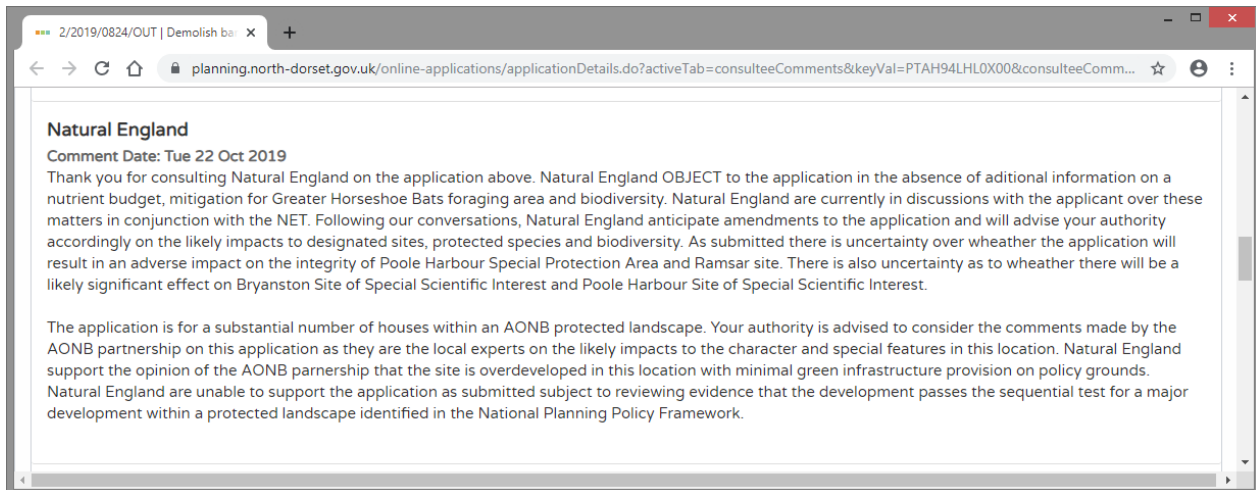 2/2019/0824/OUT | Demolish ba
planning.north-dorset.gov.uk/online-applications/applicationDetails.do?activeTab=consulteeComments&keyVal=PTAH94LHL0X00&consulteeComm...
Natural England
Comment Date: Tue 22 Oct 2019
Thank you for consulting Natural England on the application above. Natural England OBJECT to the application in the absence of aditional information on a
nutrient budget, mitigation for Greater Horseshoe Bats foraging area and biodiversity. Natural England are currently in discussions with the applicant over these
matters in conjunction with the NET. Following our conversations, Natural England anticipate amendments to the application and will advise your authority
accordingly on the likely impacts to designated sites, protected species and biodiversity. As submitted there is uncertainty over wheather the application will
result in an adverse impact on the integrity of Poole Harbour Special Protection Area and Ramsar site. There is also uncertainty as to wheather there will be a
likely significant effect on Bryanston Site of Special Scientific Interest and Poole Harbour Site of Special Scientific Interest.
The application is for a substantial number of houses within an AONB protected landscape. Your authority is advised to consider the comments made by the
AONB partnership on this application as they are the local experts on the likely impacts to the character and special features in this location. Natural England
support the opinion of the AONB parnership that the site is overdeveloped in this location with minimal green infrastructure provision on policy grounds.
Natural England are unable to support the application as submitted subject to reviewing evidence that the development passes the sequential test for a major
development within a protected landscape identified in the National Planning Policy Framework.